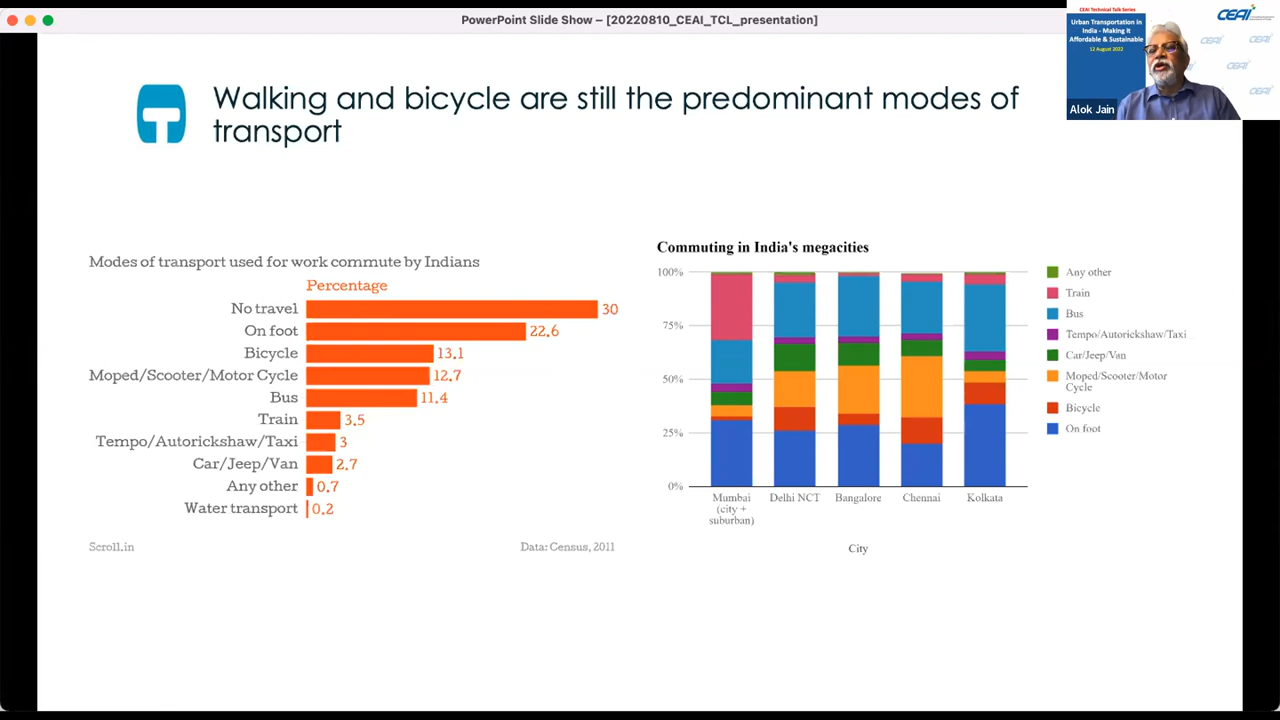 PowerPoint Slide Show – [20220810_CEAI_TCL_presentation]
CEAI Technical Talk Series
Urban Transportation in
India - Making it
Affordable & Sustainable
12 August 2022
CEAI
Alok Jain
Walking and bicycle are still the predominant modes of
transport
Modes of transport used for work commute by Indians
Percentage
No travel 30
On foot 22.6
Bicycle 13.1
Moped/Scooter/Motor Cycle 12.7
Bus 11.4
Train 3.5
Tempo/Autorickshaw/Taxi 3
Car/Jeep/Van 2.7
Any other 0.7
Water transport 0.2
Scroll.in
Data: Census, 2011
Commuting in India's megacities
100%
75%
50%
25%
0%
Mumbai
(city +
suburban)
Delhi NCT
Bangalore
Chennai
Kolkata
City
Any other
Train
Bus
Tempo/Autorickshaw/Taxi
Car/Jeep/Van
Moped/Scooter/Motor
Cycle
Bicycle
On foot